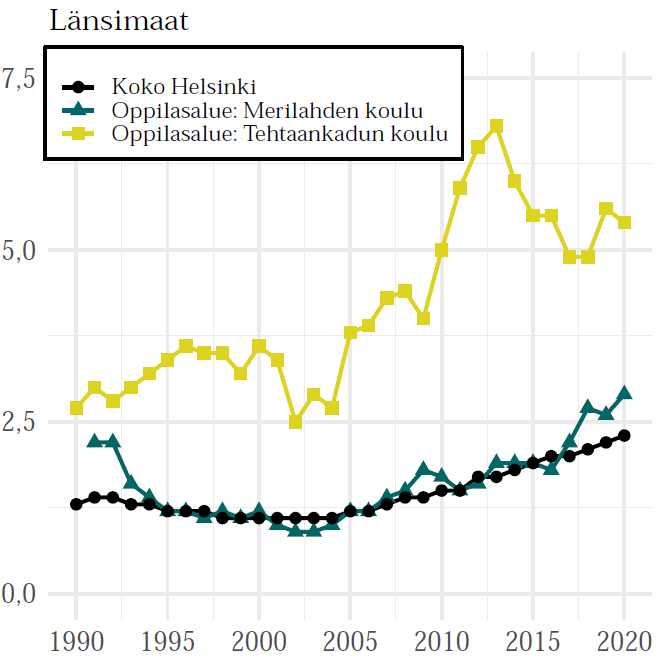 Länsimaat
Koko Helsinki
Oppilasalue: Merilahden koulu
Oppilasalue: Tehtaankadun koulu
7,5
5,0
2,5
0,0
1990 1995 2000 2005 2010 2015 2020